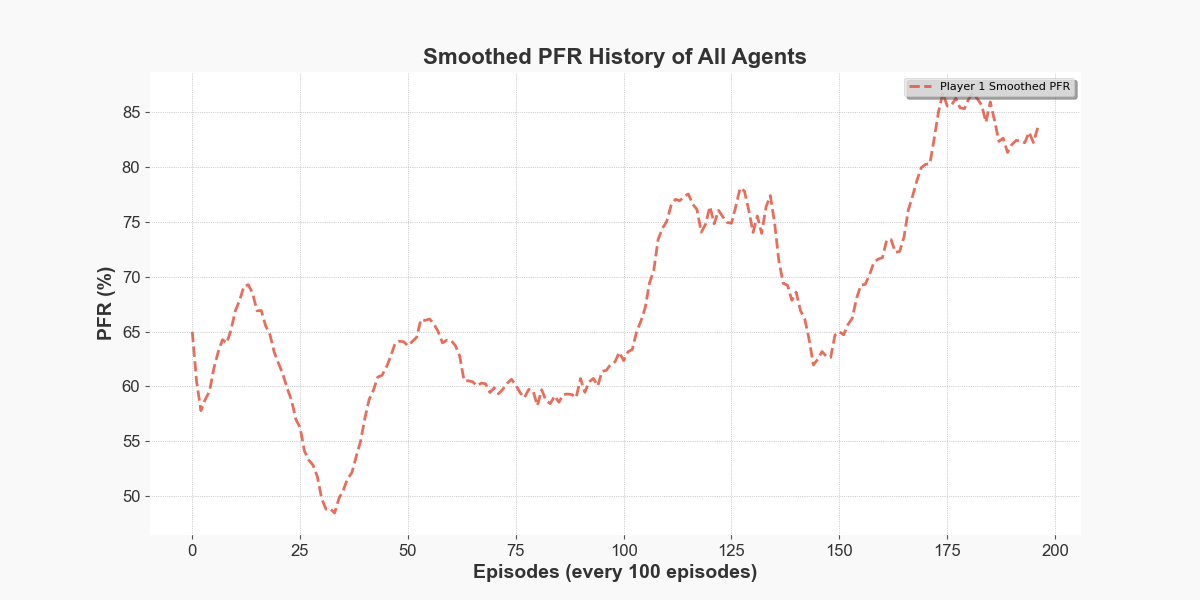 Smoothed PFR History of All Agents
Player 1 Smoothed PFR
85
80
75
70
65
60
55
50
PFR (%)
0 25 50 75 100 125 150 175 200
Episodes (every 100 episodes)